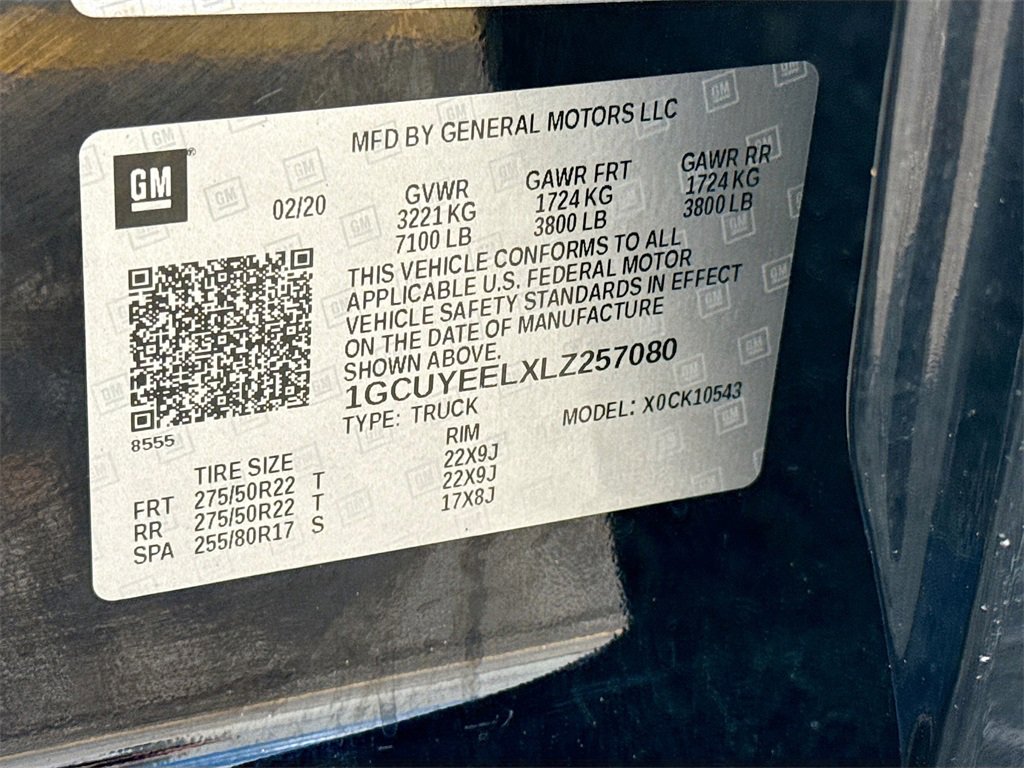 MFD BY GENERAL MOTORS LLC
GM
02/20
GVWR GAWR FRT GAWR RR
3221 KG 1724 KG 1724 KG
7100 LB 3800 LB 3800 LB
THIS VEHICLE CONFORMS TO ALL
APPLICABLE U.S. FEDERAL MOTOR
VEHICLE SAFETY STANDARDS IN EFFECT
ON THE DATE OF MANUFACTURE
SHOWN ABOVE.
1GCUYEELXLZ257080
TYPE: TRUCK MODEL: X0CK10543
8555
TIRE SIZE RIM
FRT 275/50R22 T 22X9J
RR 275/50R22 T 22X9J
SPA 255/80R17 S 17X8J